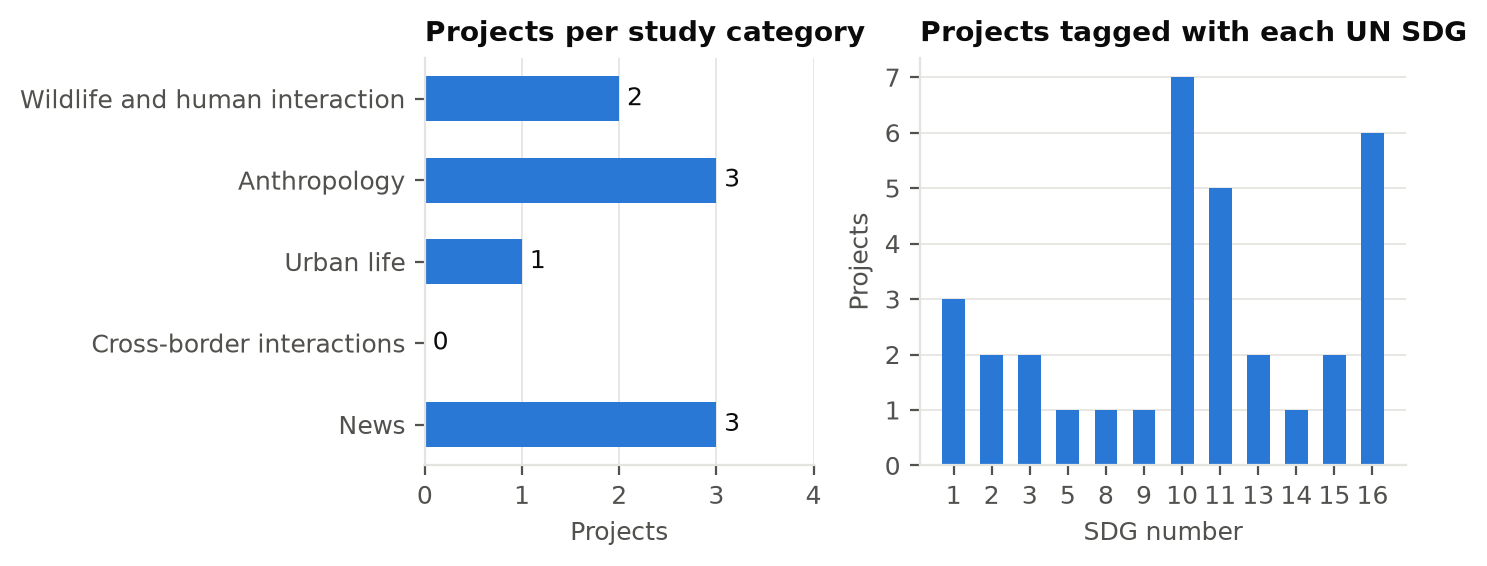 Projects per study category
Wildlife and human interaction
2
Anthropology
3
Urban life
1
Cross-border interactions
0
News
3
0 1 2 3 4
Projects
Projects tagged with each UN SDG
7
6
5
4
3
2
1
0
Projects
1 2 3 5 8 9 10 11 13 14 15 16
SDG number